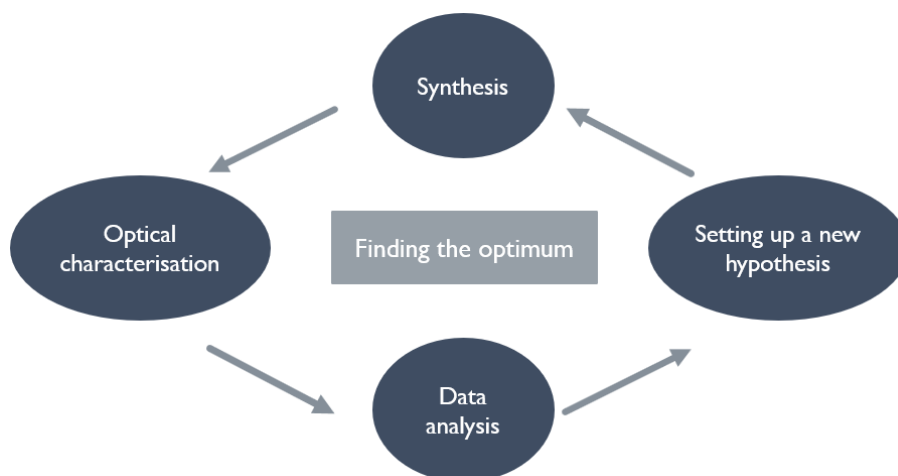 Synthesis
Optical
characterisation
Finding the optimum
Setting up a new
hypothesis
Data
analysis